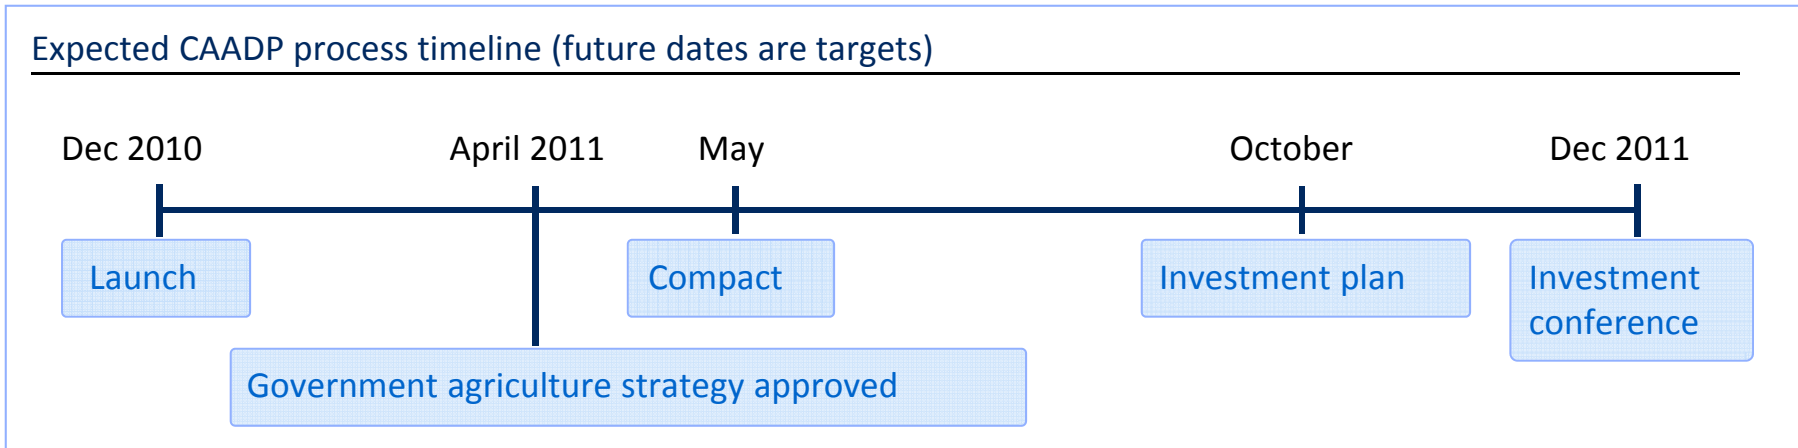 Expected CAADP process timeline (future dates are targets)
Dec 2010
April 2011
May
October
Dec 2011
Launch
Compact
Investment plan
Investment
conference
Government agriculture strategy approved